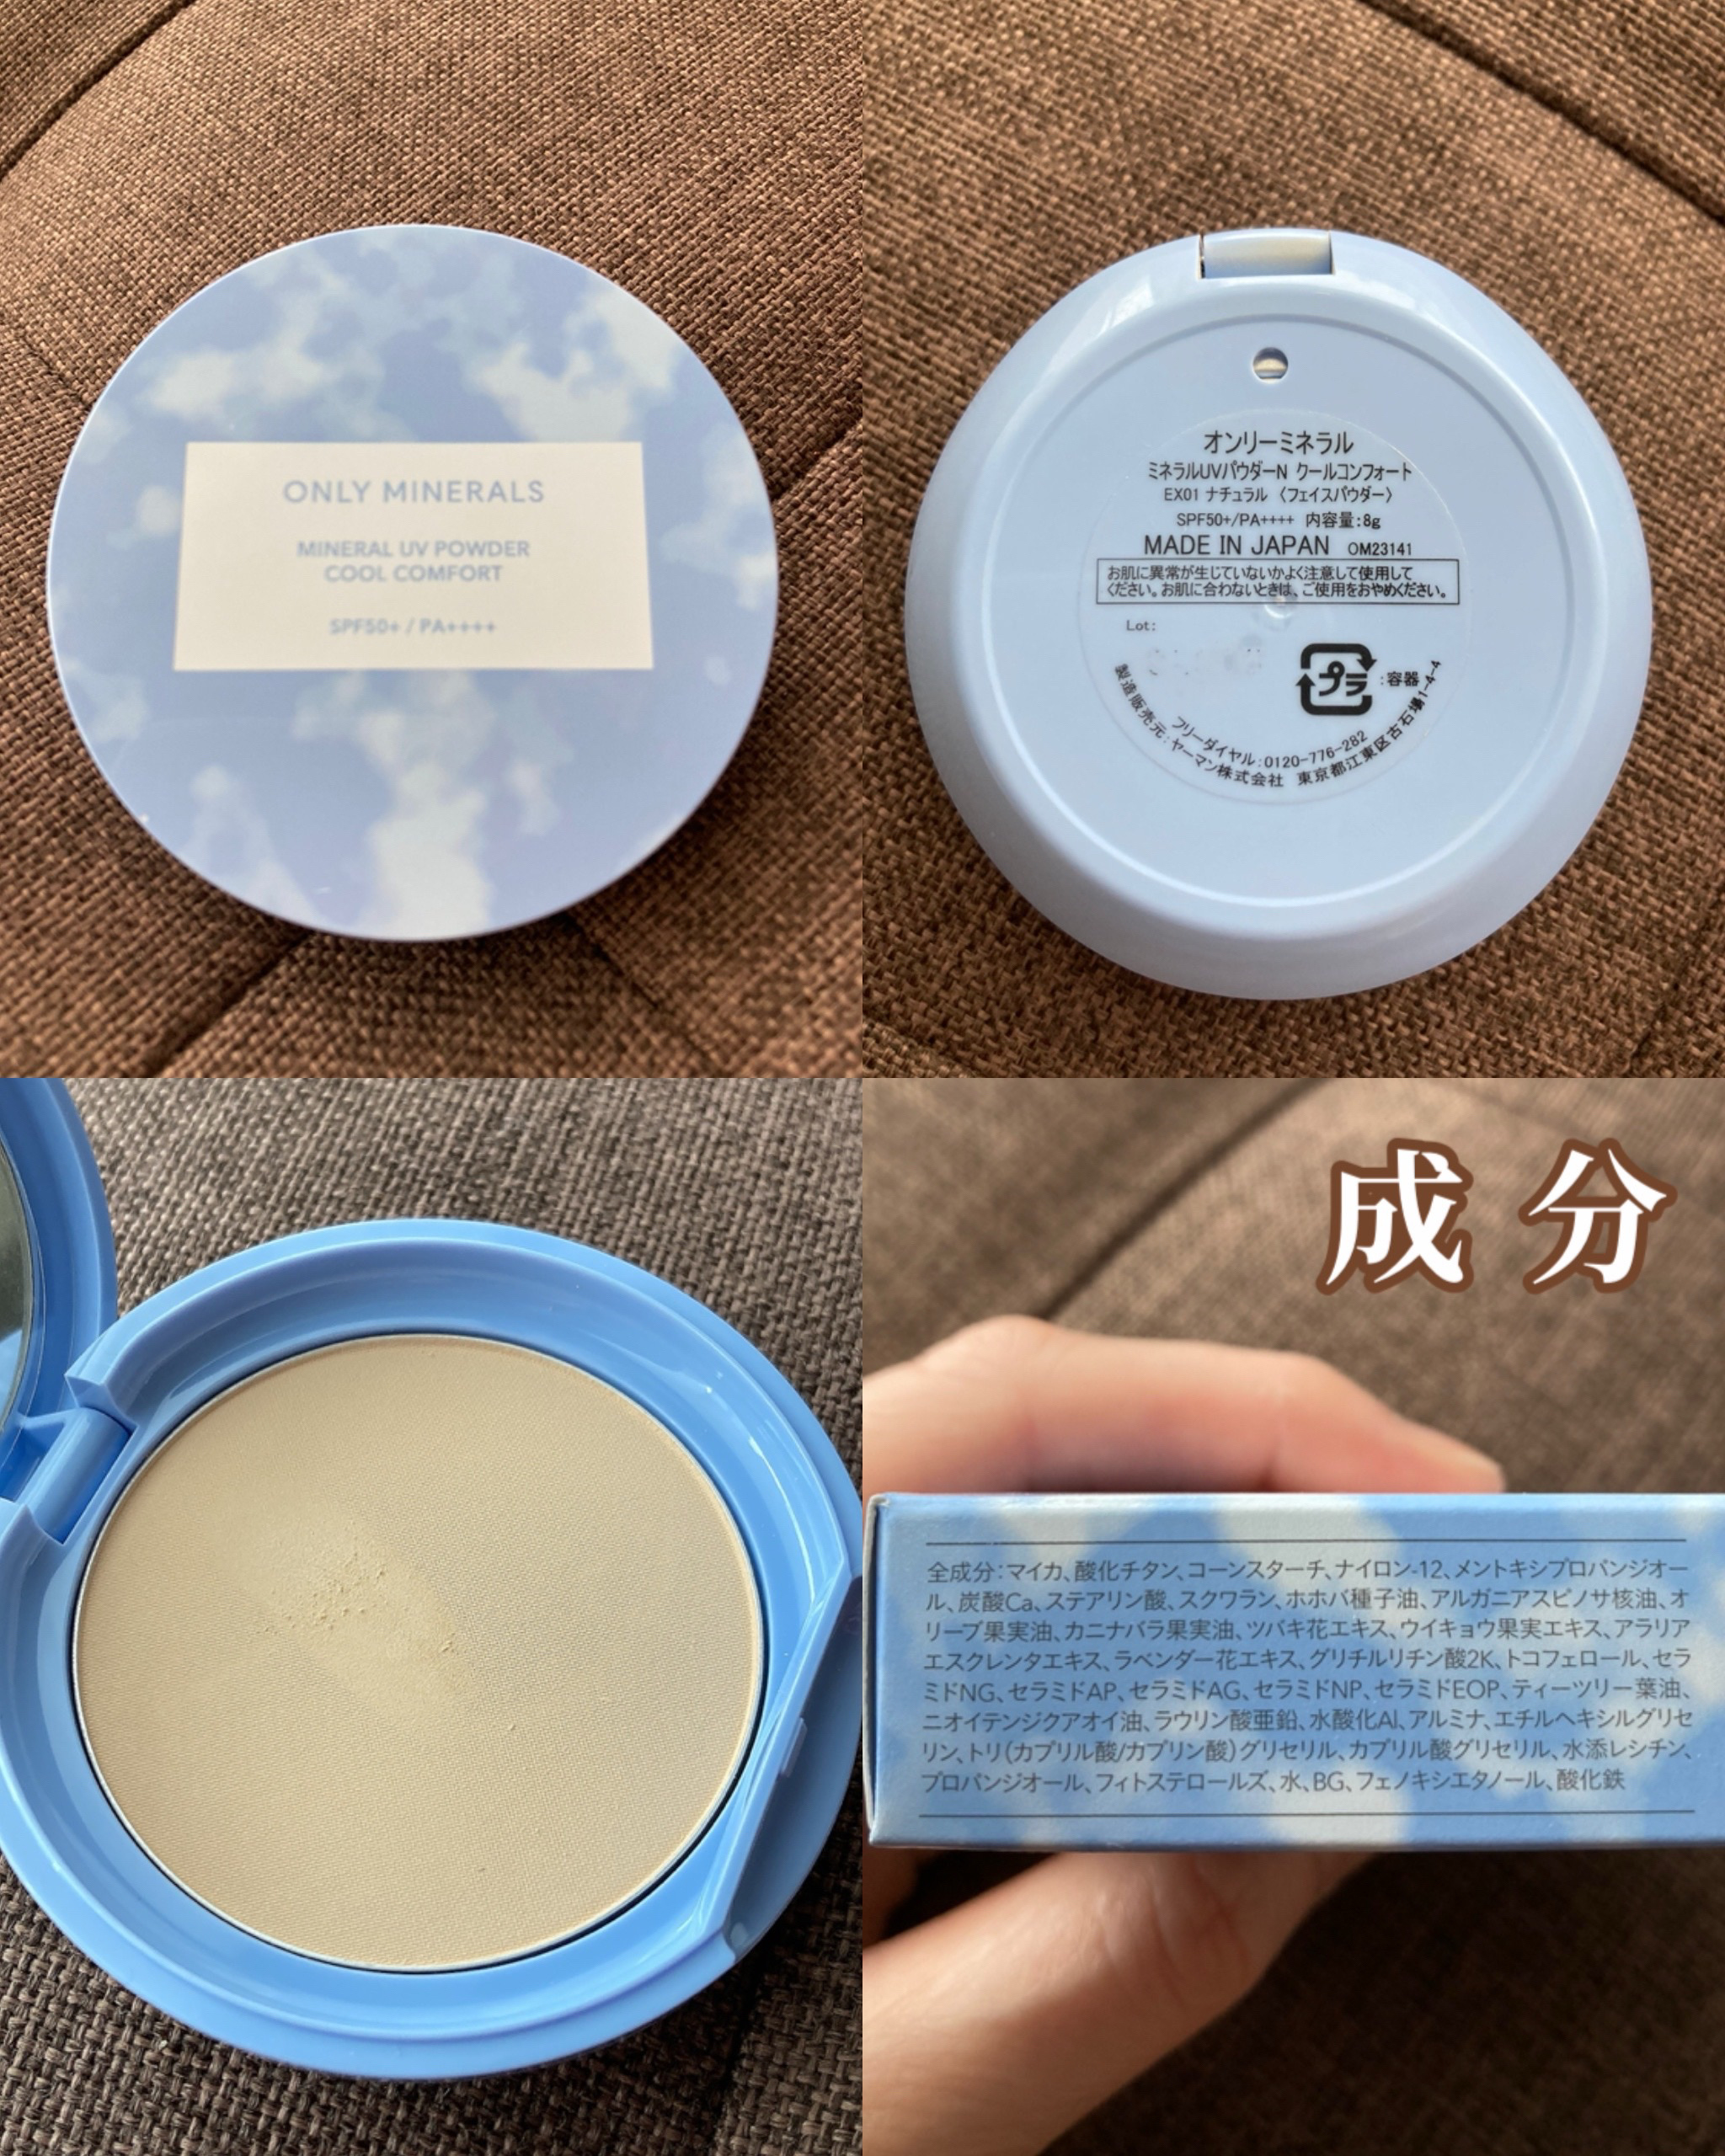 ONLY MINERALS
MINERAL UV POWDER
COOL COMFORT
SPF50+ / PA++++
オンリーミネラル
ミネラルUVパウダーN クールコンフォート
EX01 ナチュラル 〈フェイスパウダー〉
SPF50+/PA++++ 内容量:8g
MADE IN JAPAN OM23141
お肌に異常が生じていないかよく注意して使用して
ください。お肌に合わないときは、ご使用をおやめください。
Lot:
プラ :容器
フリーダイヤル:0120-776-282
製造販売元:ヤーマン株式会社 東京都江東区古石場1-4-4
成分
全成分:マイカ、酸化チタン、コーンスターチ、ナイロン-12、メントキシプロパンジオー
ル、炭酸Ca、ステアリン酸、スクワラン、ホホバ種子油、アルガニアスピノサ核油、オ
リーブ果実油、カニナバラ果実油、ツバキ花エキス、ウイキョウ果実エキス、アラリア
エスクレンタエキス、ラベンダー花エキス、グリチルリチン酸2K、トコフェロール、セラ
ミドNG、セラミドAP、セラミドAG、セラミドNP、セラミドEOP、ティーツリー葉油、
ニオイテンジクアオイ油、ラウリン酸亜鉛、水酸化Al、アルミナ、エチルヘキシルグリセ
リン、トリ(カプリル酸/カプリン酸)グリセリル、カプリル酸グリセリル、水添レシチン、
プロパンジオール、フィトステロールズ、水、BG、フェノキシエタノール、酸化鉄